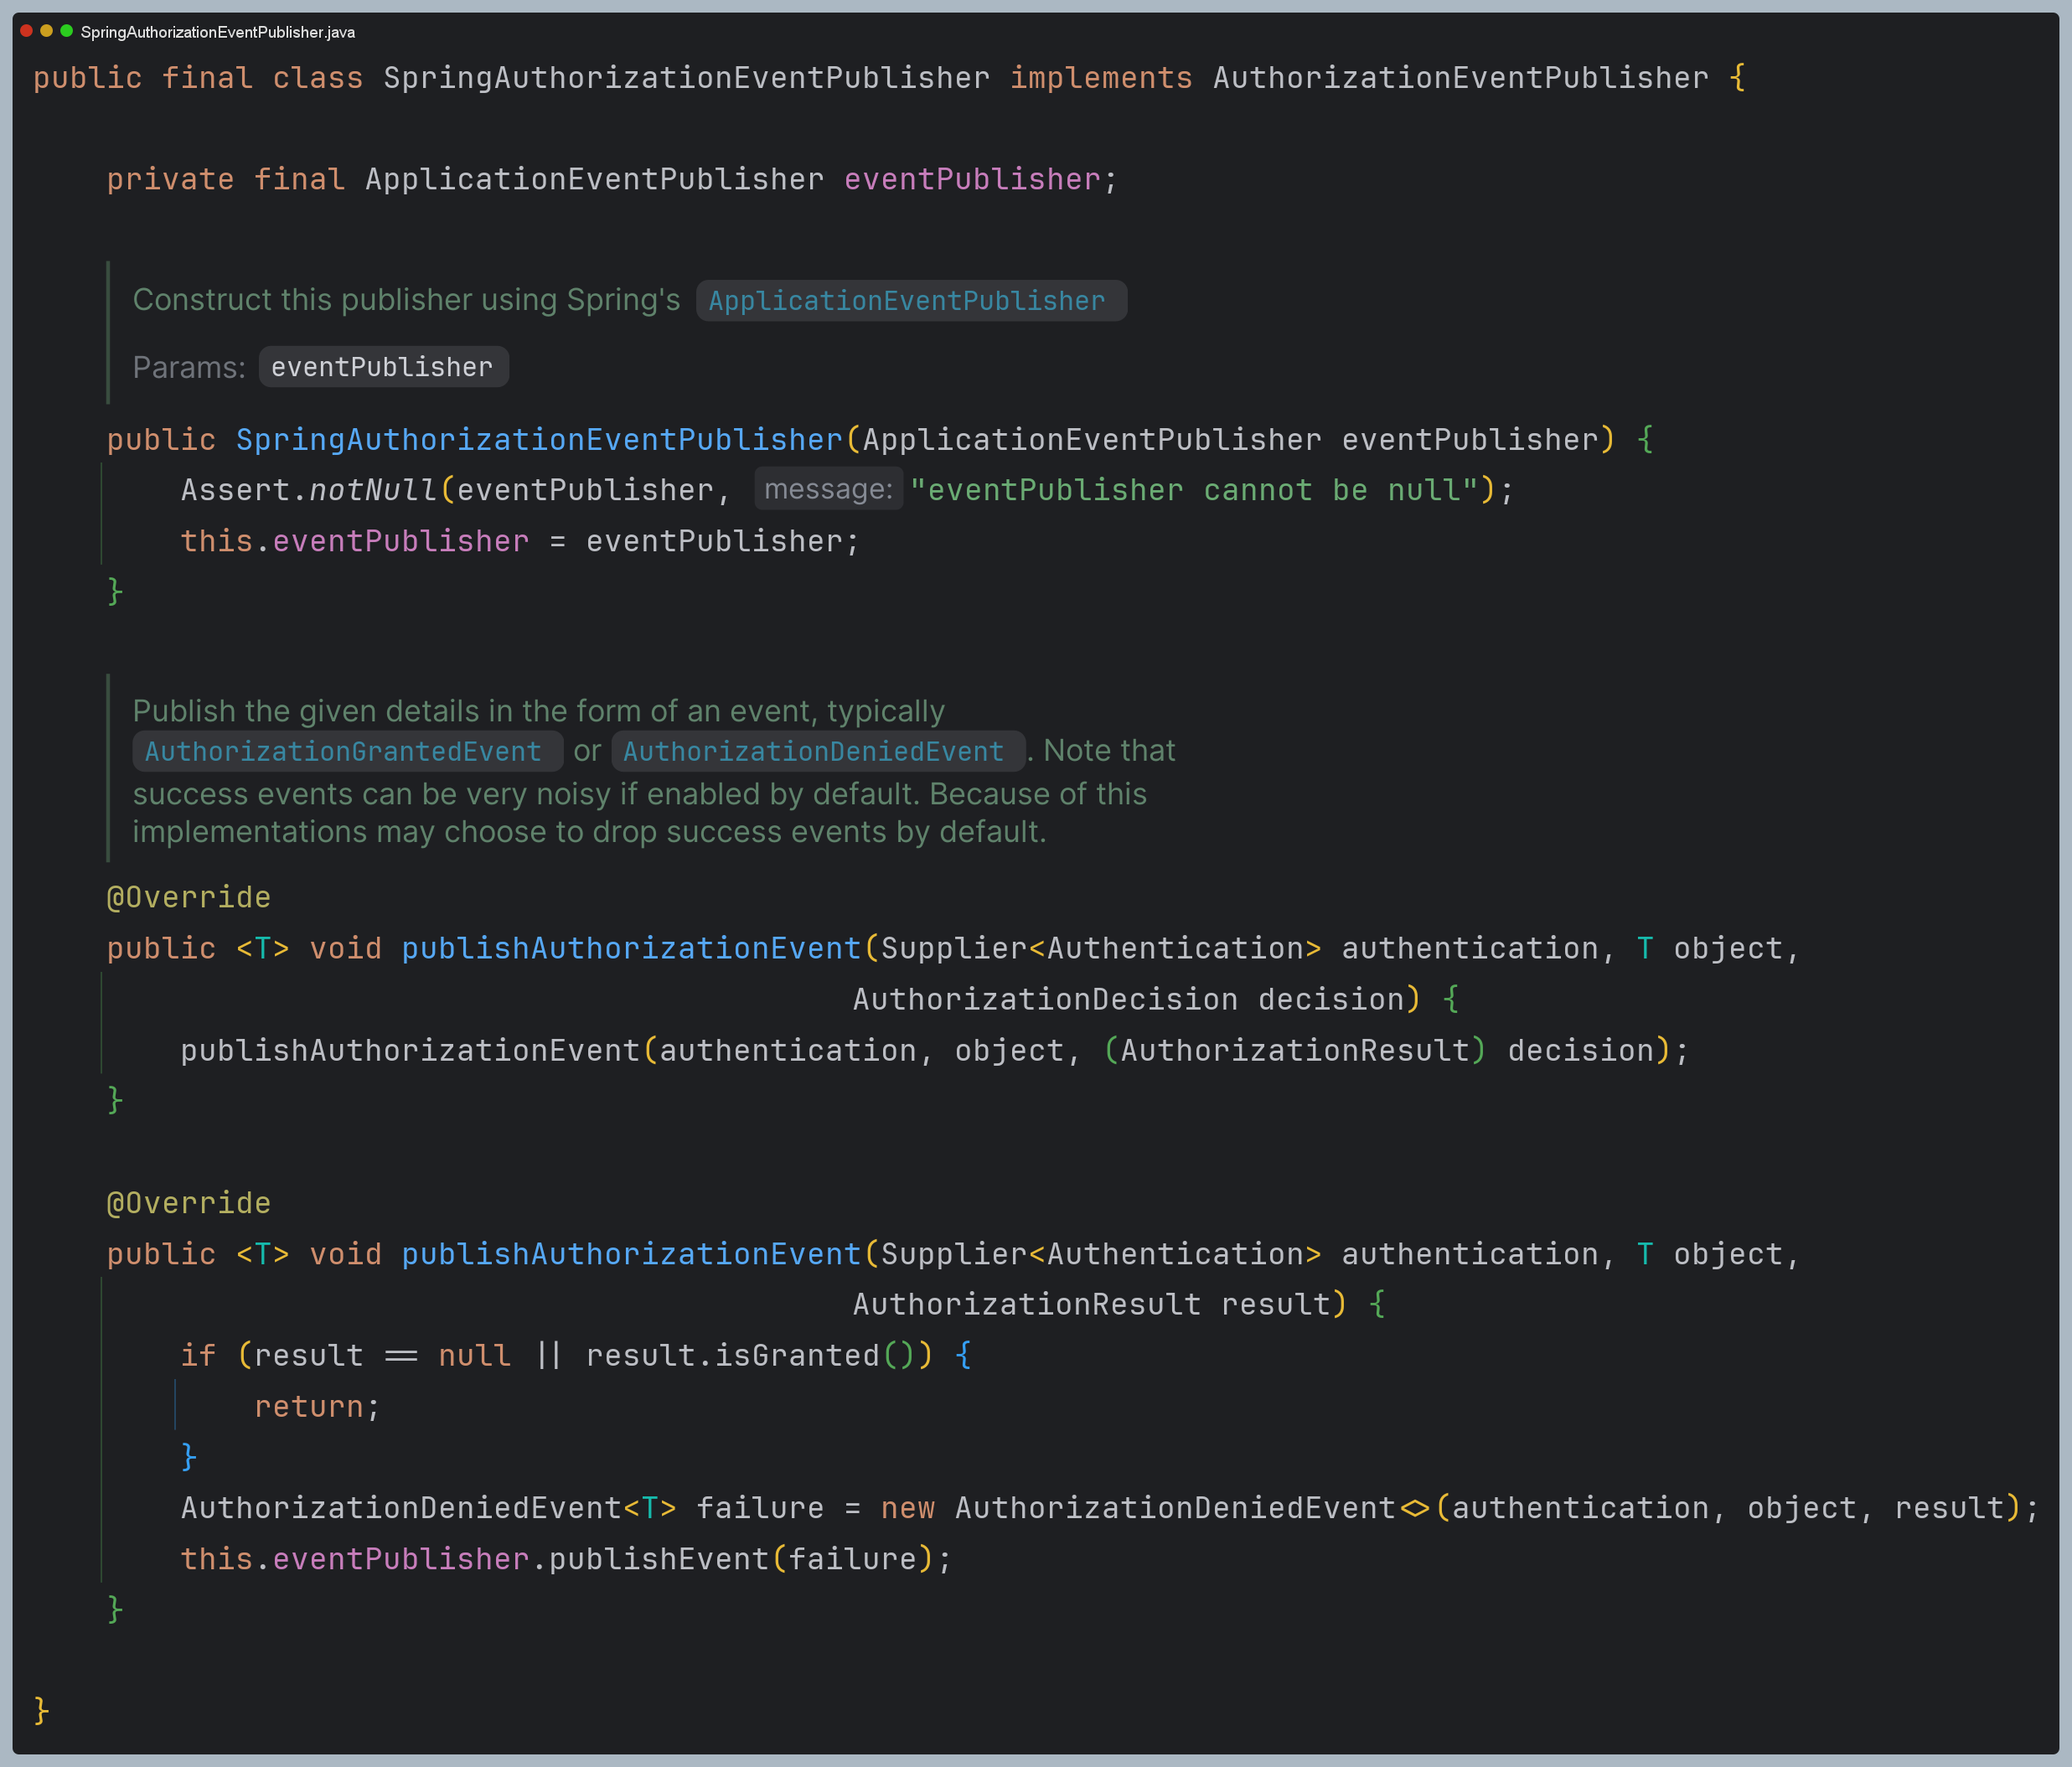 SpringAuthorizationEventPublisher.java
public final class SpringAuthorizationEventPublisher implements AuthorizationEventPublisher {
private final ApplicationEventPublisher eventPublisher;
Construct this publisher using Spring's ApplicationEventPublisher
Params: eventPublisher
public SpringAuthorizationEventPublisher(ApplicationEventPublisher eventPublisher) {
Assert.notNull(eventPublisher, message: "eventPublisher cannot be null");
this.eventPublisher = eventPublisher;
}
Publish the given details in the form of an event, typically
AuthorizationGrantedEvent or AuthorizationDeniedEvent. Note that
success events can be very noisy if enabled by default. Because of this
implementations may choose to drop success events by default.
@Override
public <T> void publishAuthorizationEvent(Supplier<Authentication> authentication, T object,
AuthorizationDecision decision) {
publishAuthorizationEvent(authentication, object, (AuthorizationResult) decision);
}
@Override
public <T> void publishAuthorizationEvent(Supplier<Authentication> authentication, T object,
AuthorizationResult result) {
if (result == null || result.isGranted()) {
return;
}
AuthorizationDeniedEvent<T> failure = new AuthorizationDeniedEvent<>(authentication, object, result);
this.eventPublisher.publishEvent(failure);
}
}